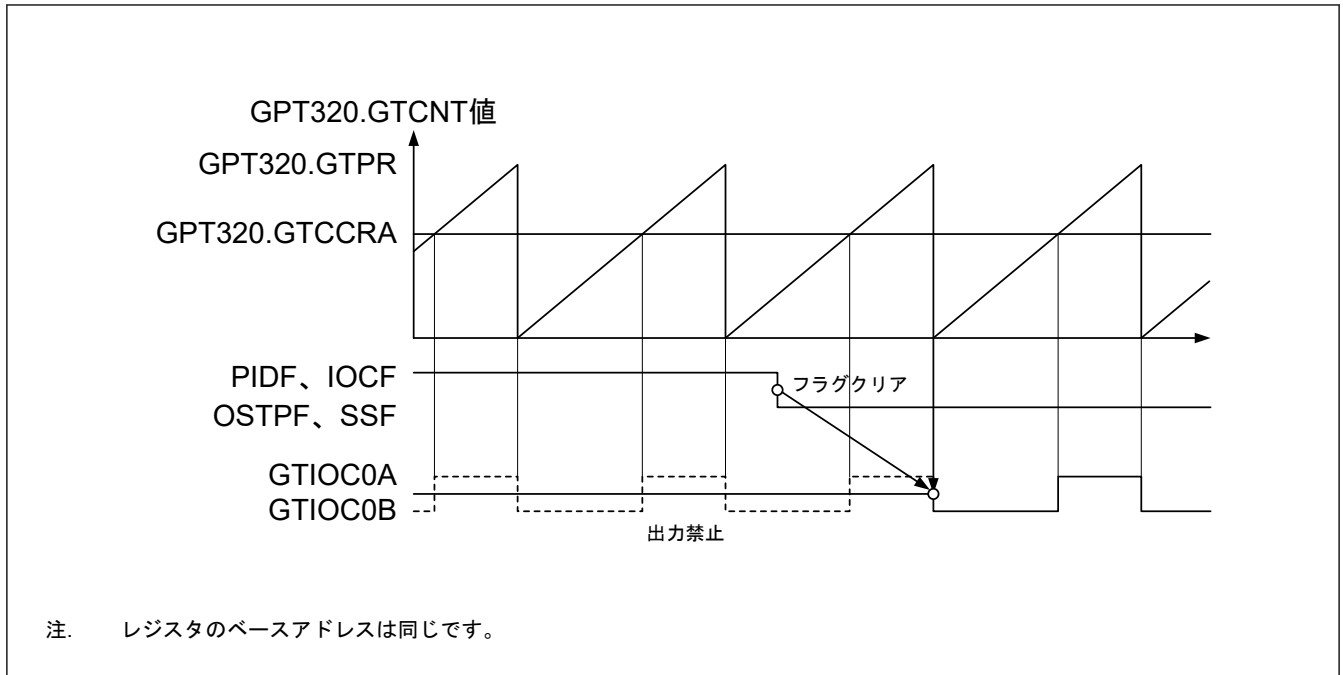 GPT320.GTCNT値
GPT320.GTPR
GPT320.GTCCRA
PIDF、IOCF
フラグクリア
OSTPF、SSF
GTIOC0A
GTIOC0B
出力禁止
注. レジスタのベースアドレスは同じです。